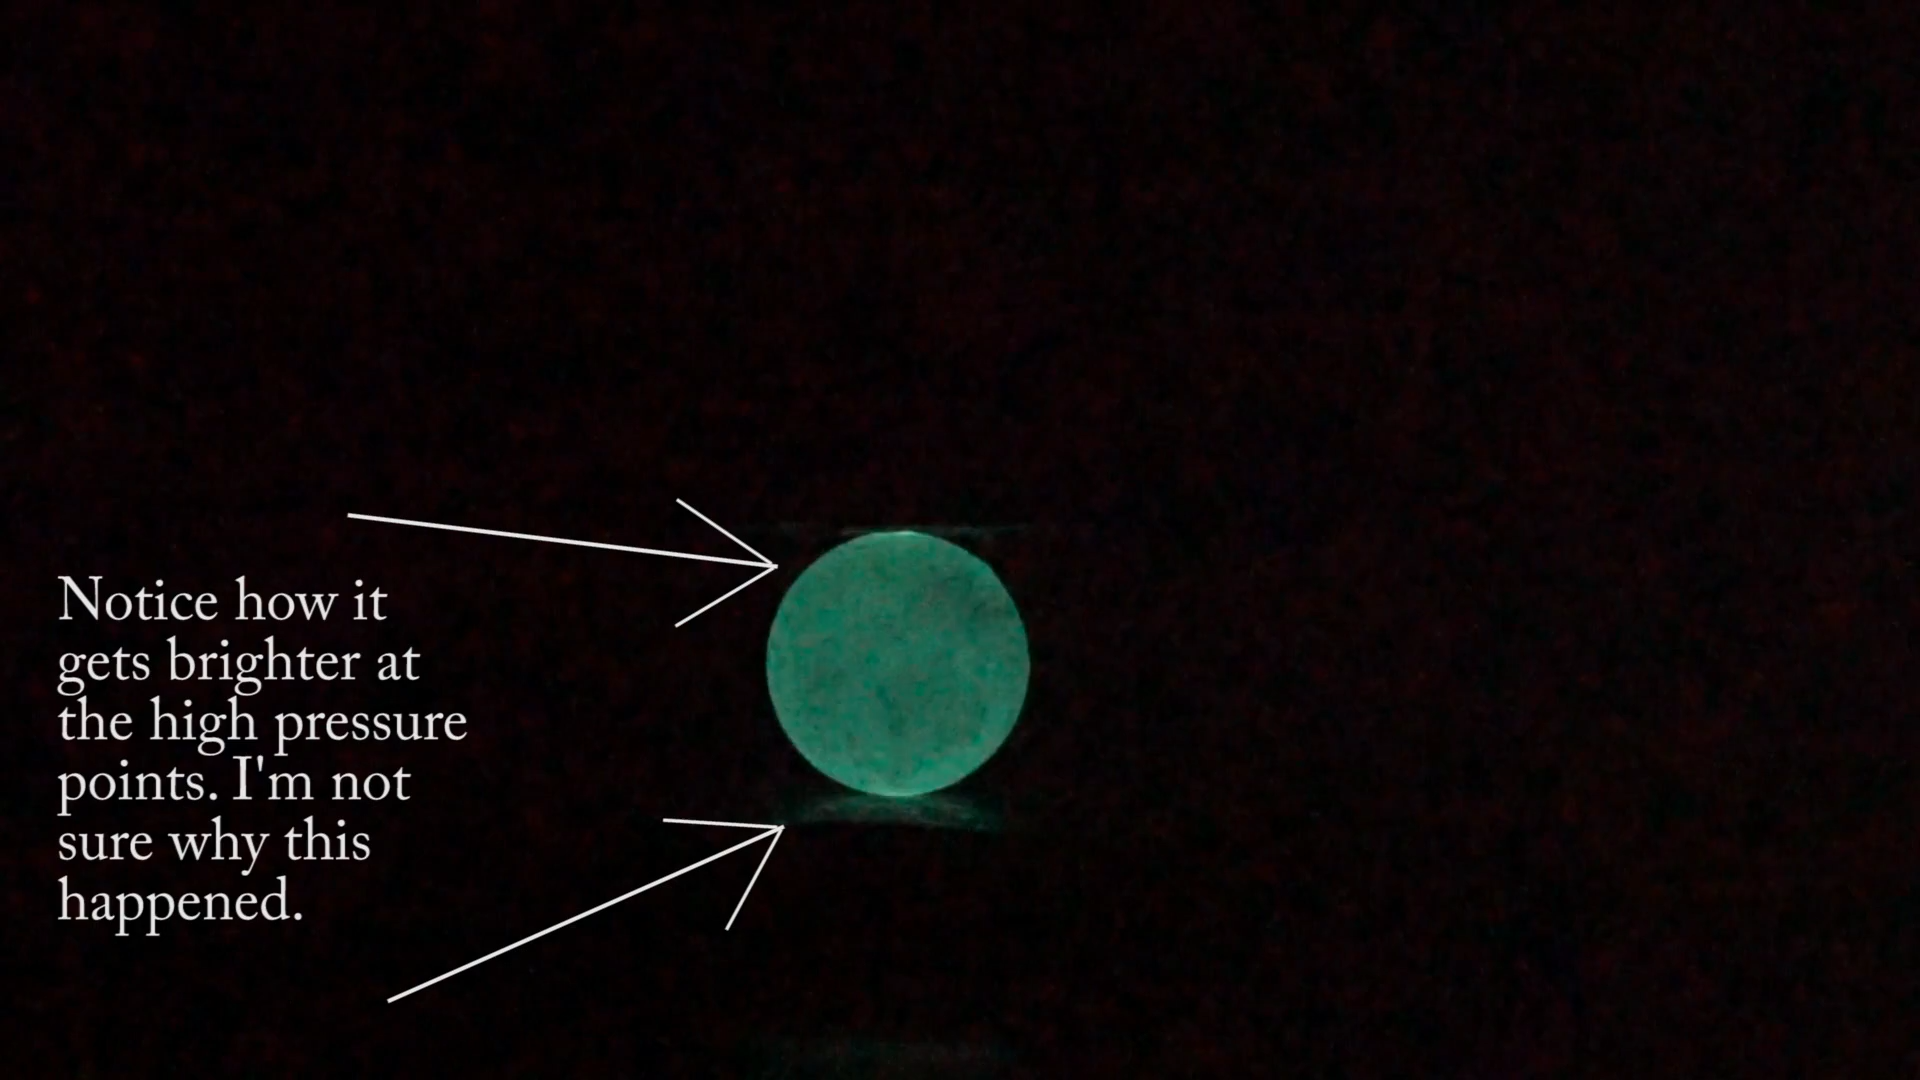 Notice how it
gets brighter at
the high pressure
points. I'm not
sure why this
happened.